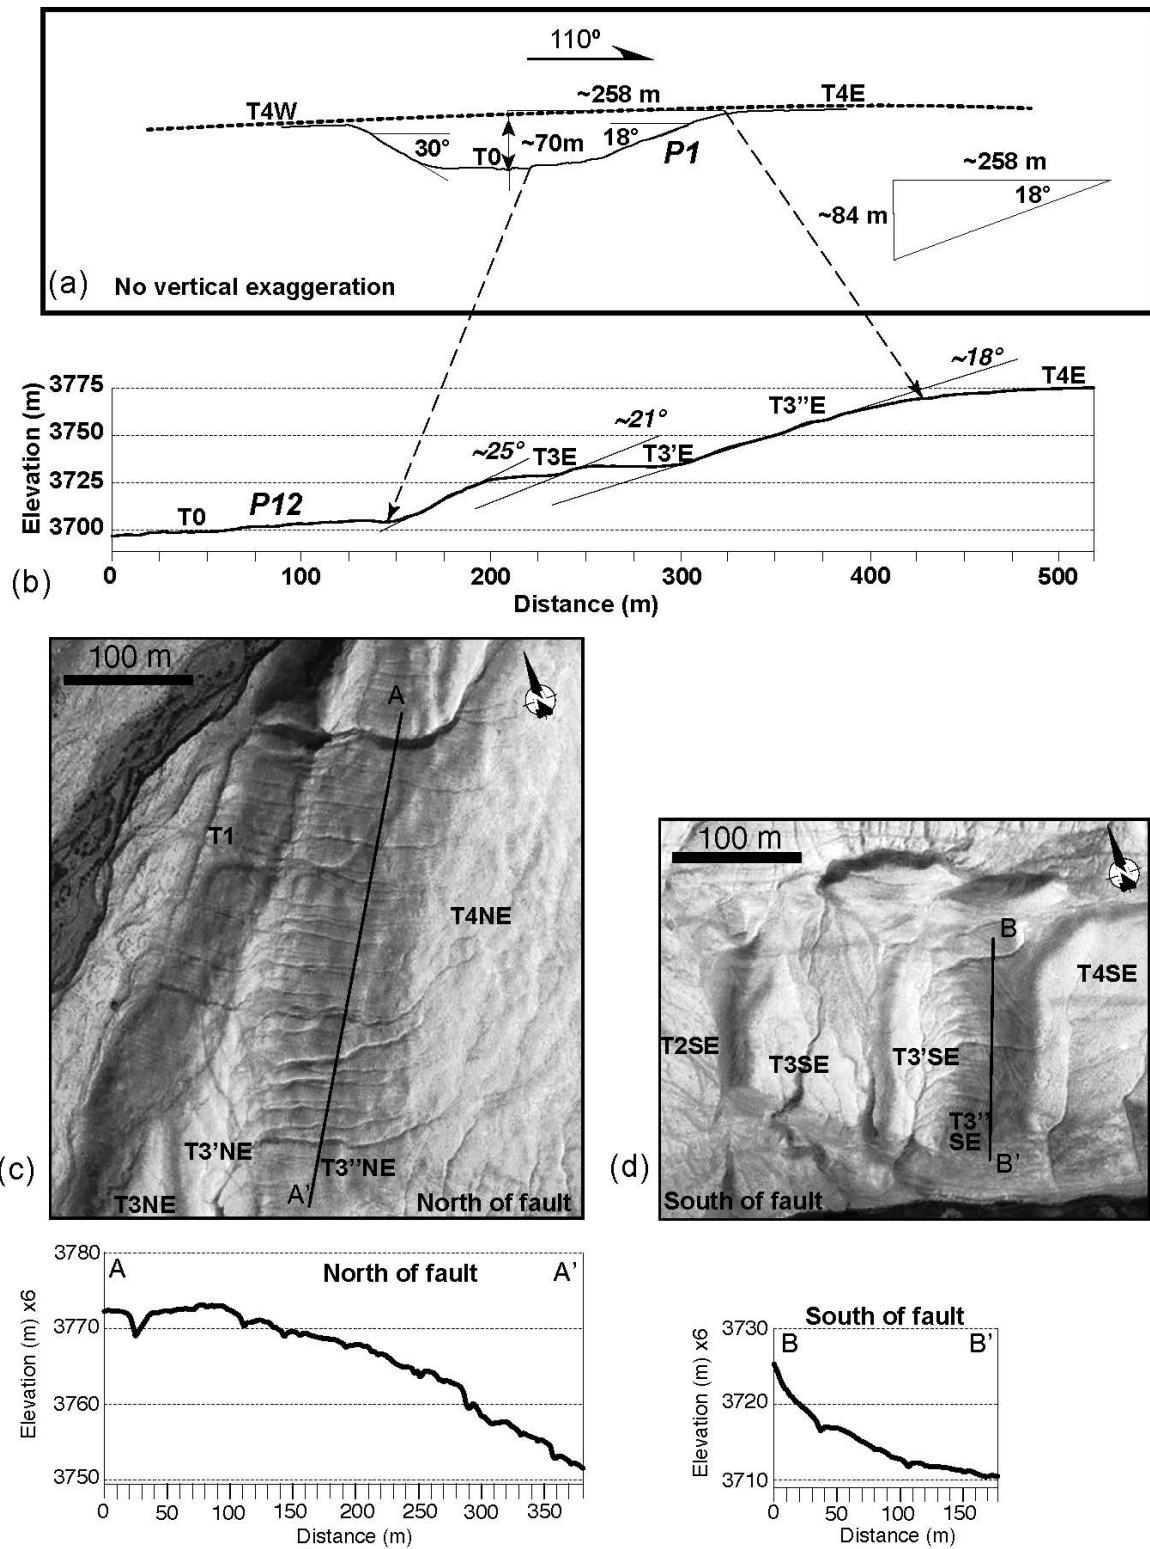 110º
~258 m
T4W
T4E
30°
T0
~70m
18°
P1
~258 m
18°
~84 m
(a)
No vertical exaggeration
Elevation (m)
3775
3750
3725
3700
~18°
T4E
T3’’E
~21°
~25°
T3E
T3’E
T0
P12
(b)
0
100
200
300
400
500
Distance (m)
100 m
A
T1
T4NE
T3’NE
T3’’NE
A’
T3NE
North of fault
(c)
100 m
B
T4SE
T2SE
T3SE
T3’SE
T3’’
SE
B’
South of fault
(d)
Elevation (m) x6
3780
3770
3760
3750
A
North of fault
A’
0
50
100
150
200
250
300
350
Distance (m)
South of fault
Elevation (m) x6
3730
3720
3710
B
B’
0
50
100
150
Distance (m)